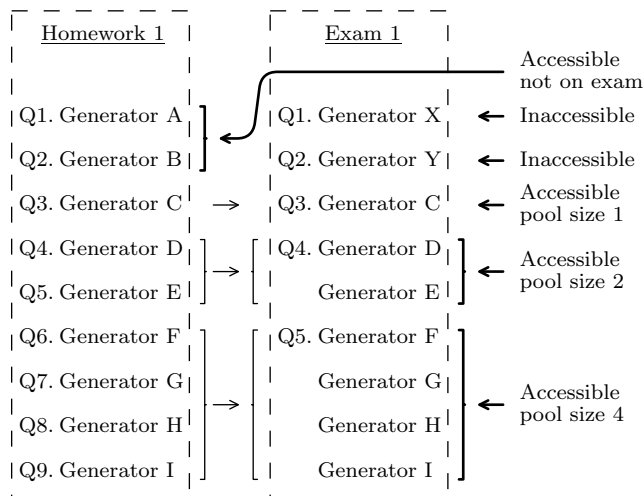 Homework 1
Exam 1
Accessible
not on exam
Q1. Generator A
Q1. Generator X
Inaccessible
Q2. Generator B
Q2. Generator Y
Inaccessible
Q3. Generator C
Q3. Generator C
Accessible
pool size 1
Q4. Generator D
Q4. Generator D
Q5. Generator E
Generator E
Accessible
pool size 2
Q6. Generator F
Q5. Generator F
Q7. Generator G
Generator G
Q8. Generator H
Generator H
Q9. Generator I
Generator I
Accessible
pool size 4